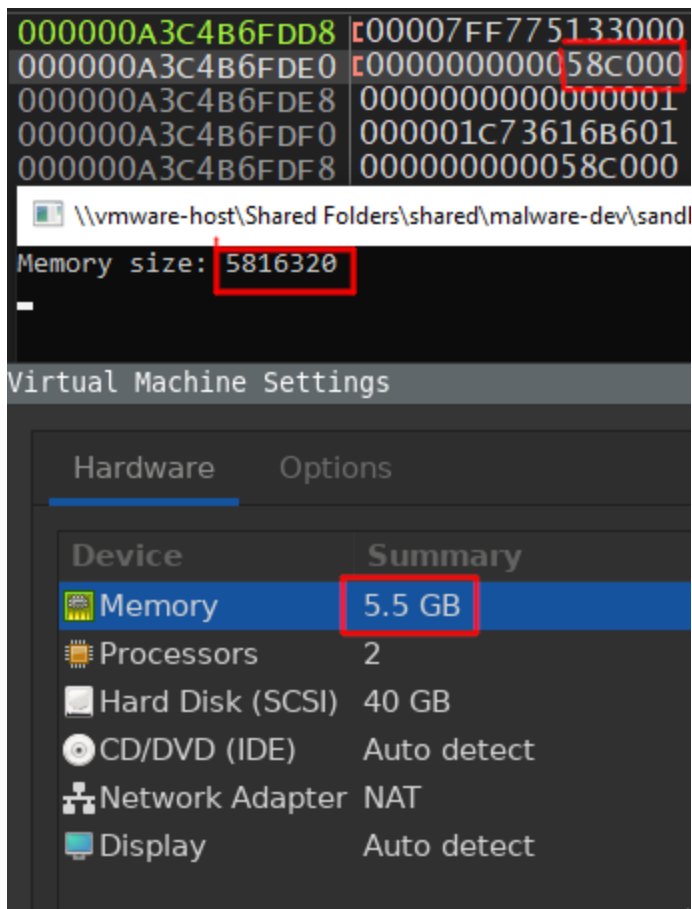 000000A3C4B6FDD8 [00007FF775133000
000000A3C4B6FDE0 [000000000058C000
000000A3C4B6FDE8 0000000000000001
000000A3C4B6FDF0 000001C73616B601
000000A3C4B6FDF8 000000000058C000
\\vmware-host\Shared Folders\shared\malware-dev\sandl
Memory size: 5816320
Virtual Machine Settings
Hardware Options
Device Summary
Memory 5.5 GB
Processors 2
Hard Disk (SCSI) 40 GB
CD/DVD (IDE) Auto detect
Network Adapter NAT
Display Auto detect